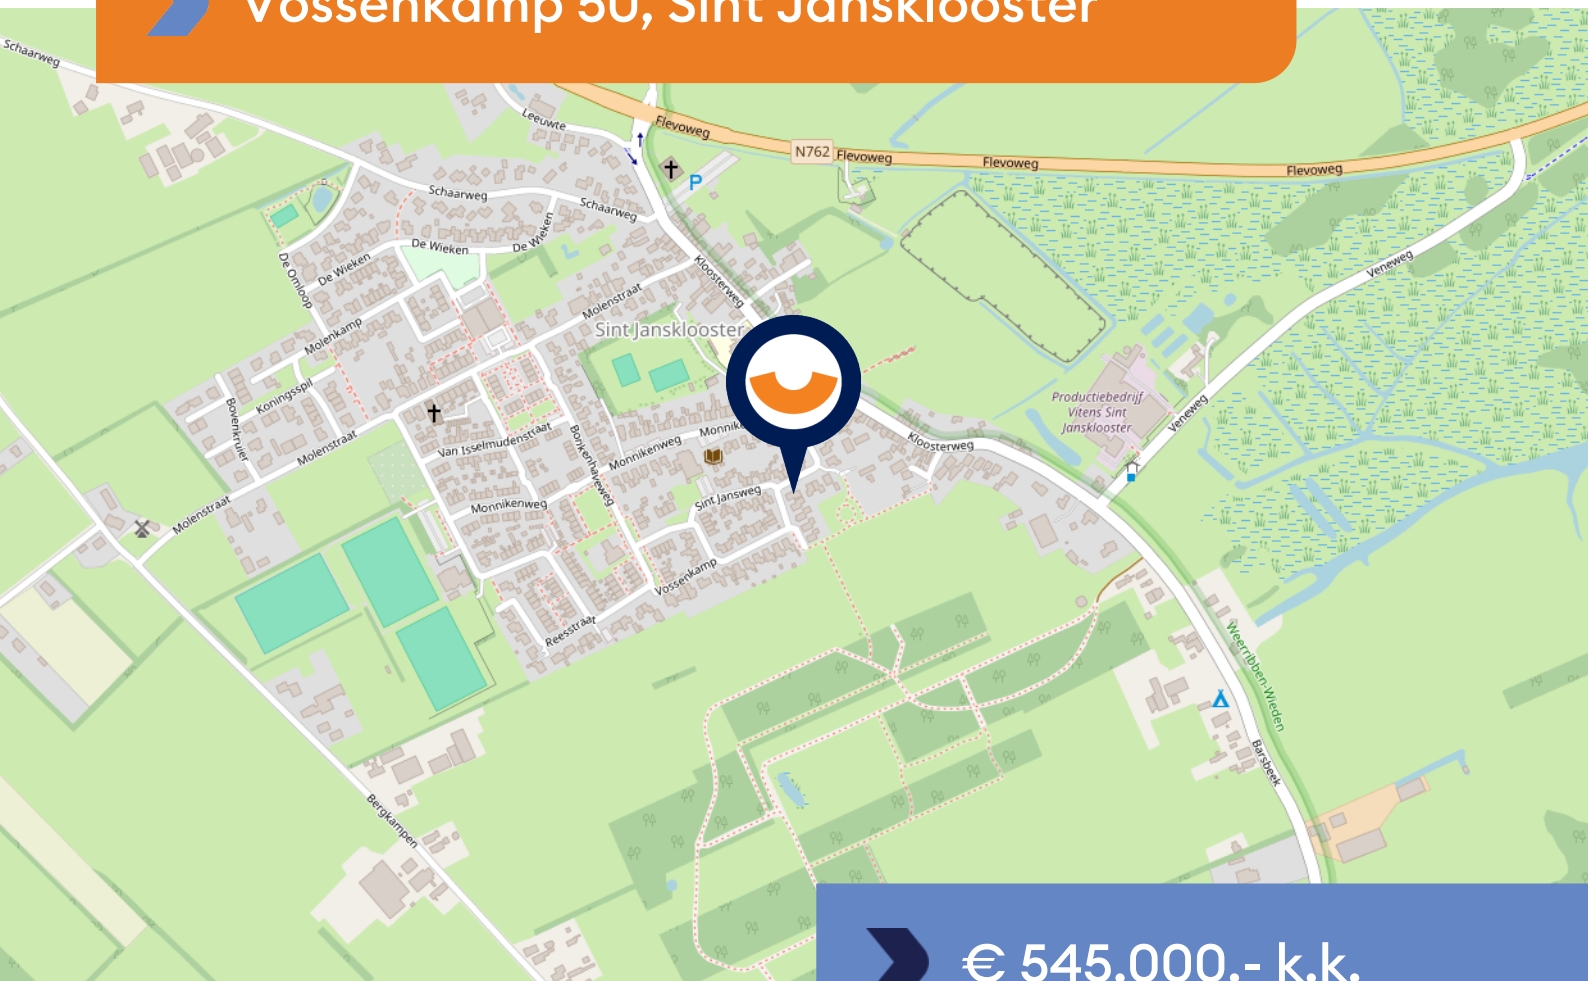 Vossenkamp 50, Sint Jansklooster
Schaarweg
Leeuwte
Flevoweg
N762
Flevoweg
Flevoweg
Flevoweg
P
Schaarweg
Schaarweg
De Wieken
De Wieken
De Wieken
De Omloop
Kloosterweg
Veneweg
Molenstraat
Sint Jansklooster
Molenkamp
Koningsspil
Bovenkruier
Productiebedrijf
Vitens Sint
Jansklooster
Veneweg
Molenstraat
Van Isselmudenstraat
Bonkenhaveweg
Monnikenweg
Kloosterweg
Molenstraat
Monnikenweg
Sint Jansweg
Vossenkamp
Reesstraat
Weerribben-Wieden
Barsbeek
Bergkampen
€ 545.000.- k.k.